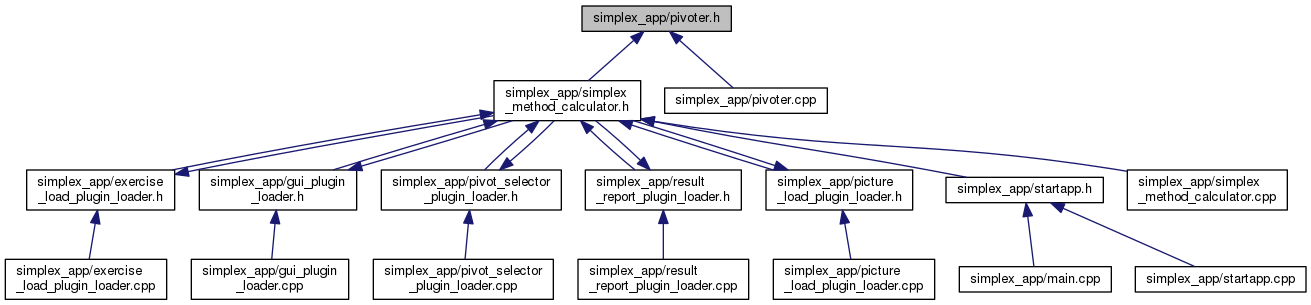 simplex_app/pivoter.h
simplex_app/simplex
_method_calculator.h
simplex_app/pivoter.cpp
simplex_app/exercise
_load_plugin_loader.h
simplex_app/gui_plugin
_loader.h
simplex_app/pivot_selector
_plugin_loader.h
simplex_app/result
_report_plugin_loader.h
simplex_app/picture
_load_plugin_loader.h
simplex_app/startapp.h
simplex_app/simplex
_method_calculator.cpp
simplex_app/exercise
_load_plugin_loader.cpp
simplex_app/gui_plugin
_loader.cpp
simplex_app/pivot_selector
_plugin_loader.cpp
simplex_app/result
_report_plugin_loader.cpp
simplex_app/picture
_load_plugin_loader.cpp
simplex_app/main.cpp
simplex_app/startapp.cpp